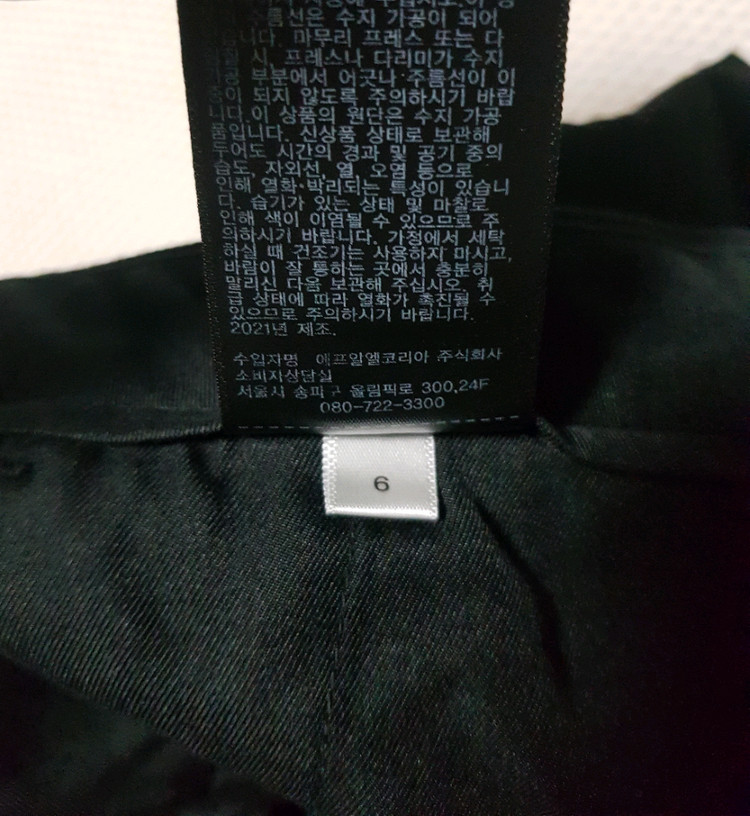 주름선은 수지 가공이 되어
니다. 마무리 프레스 또는 다
시, 프레스나 다리미가 수지
부분에서 어긋나 주름선이 이
중이 되지 않도록 주의하시기 바랍
니다.이 상품의 원단은 수지 가공
품입니다. 신상품 상태로 보관해
두어도 시간의 경과 및 공기 중의
습도, 자외선, 열, 오염 등으로
인해 열화·박리되는 특성이 있습니
다. 습기가 있는 상태 및 마찰로
인해 색이 이염될 수 있으므로 주
의하시기 바랍니다. 가정에서 세탁
하실 때 건조기는 사용하지 마시고,
바람이 잘 통하는 곳에서 충분히
말리신 다음 보관해 주십시오. 취
급 상태에 따라 열화가 촉진될 수
있으므로 주의하시기 바랍니다.
2021년 제조.
수입자명 에프알엘코리아 주식회사
소비자상담실
서울시 송파구 올림픽로 300,24F
080-722-3300
6